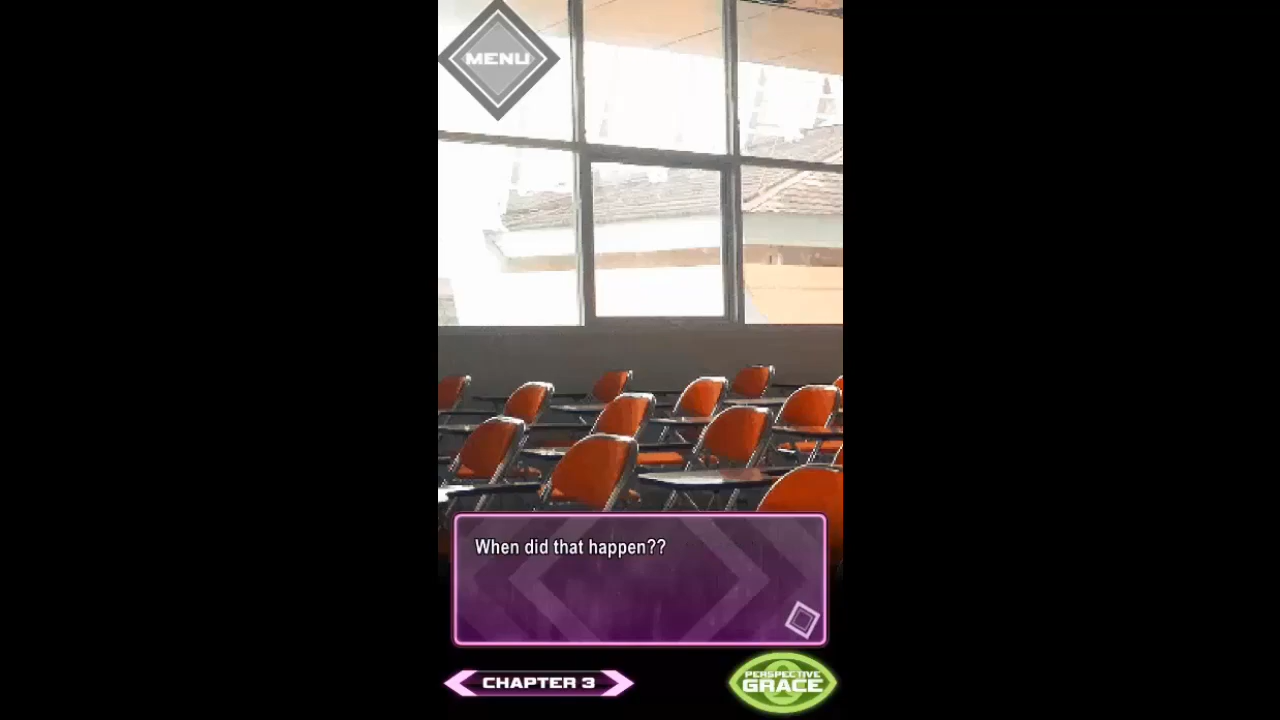 MENU
When did that happen??
CHAPTER 3
PERSPECTIVE
GRACE